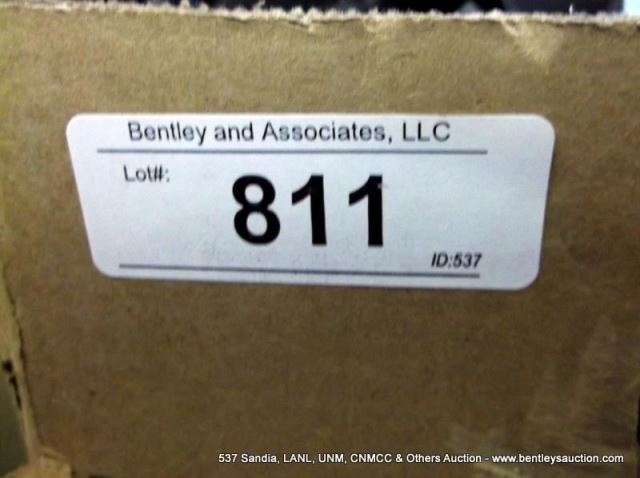 Bentley and Associates, LLC
Lot#:
811
ID:537
537 Sandia, LANL, UNM, CNMCC & Others Auction - www.bentleysauction.com